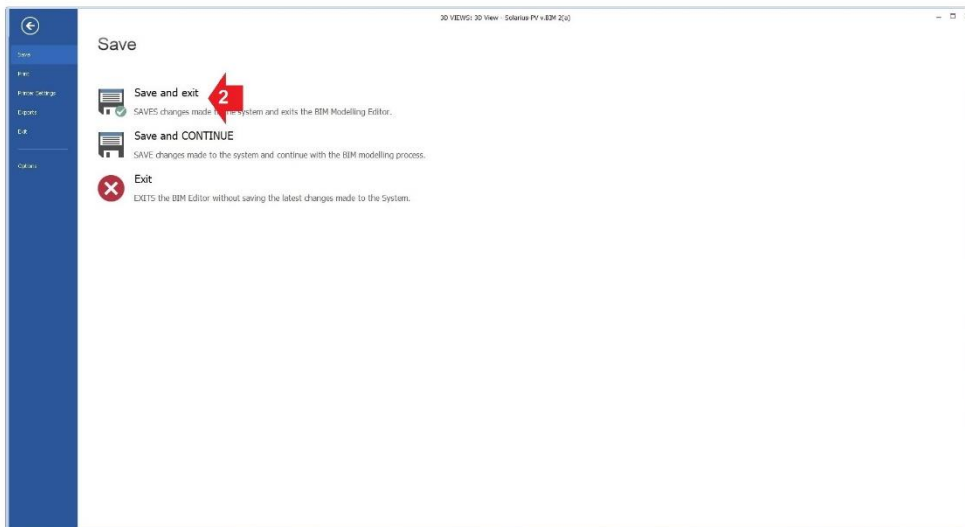 3D VIEWS: 3D View - Solarius PV v.BIM 2(a)
Save
Save
Print
Printer Settings
Exports
Exit
Options
Save and exit
2
SAVES changes made to the system and exits the BIM Modelling Editor.
Save and CONTINUE
SAVE changes made to the system and continue with the BIM modelling process.
Exit
EXITS the BIM Editor without saving the latest changes made to the System.